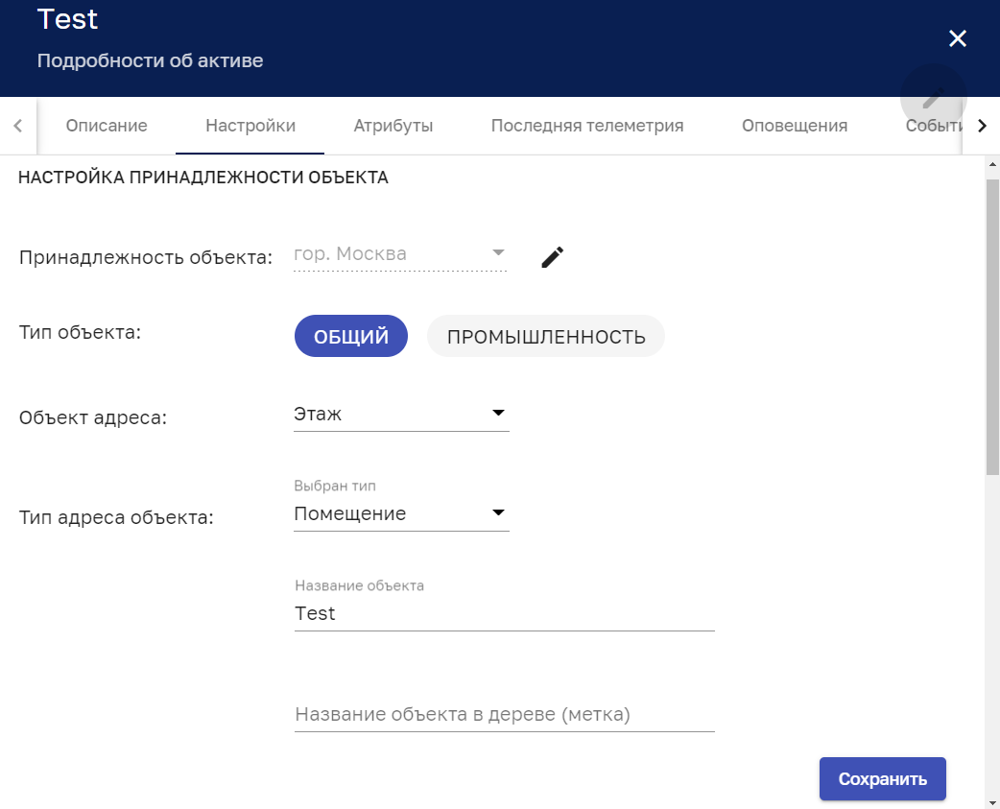 Test
Подробности об активе
Описание Настройки Атрибуты Последняя телеметрия Оповещения Событи
НАСТРОЙКА ПРИНАДЛЕЖНОСТИ ОБЪЕКТА
Принадлежность объекта: гор. Москва
Тип объекта: ОБЩИЙ ПРОМЫШЛЕННОСТЬ
Объект адреса: Этаж
Выбран тип
Тип адреса объекта: Помещение
Название объекта
Test
Название объекта в дереве (метка)
Сохранить